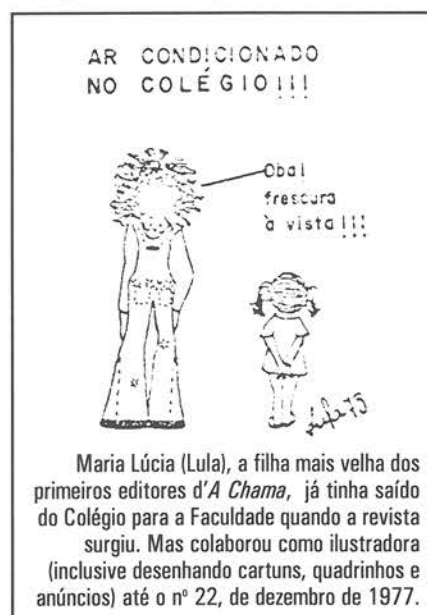 AR CONDICIONADO
NO COLÉGIO!!!
Oba!
frescura
à vista!!!
Lula 75
Maria Lúcia (Lula), a filha mais velha dos
primeiros editores d'A Chama, já tinha saído
do Colégio para a Faculdade quando a revista
surgiu. Mas colaborou como ilustradora
(inclusive desenhando cartuns, quadrinhos e
anúncios) até o nº 22, de dezembro de 1977.